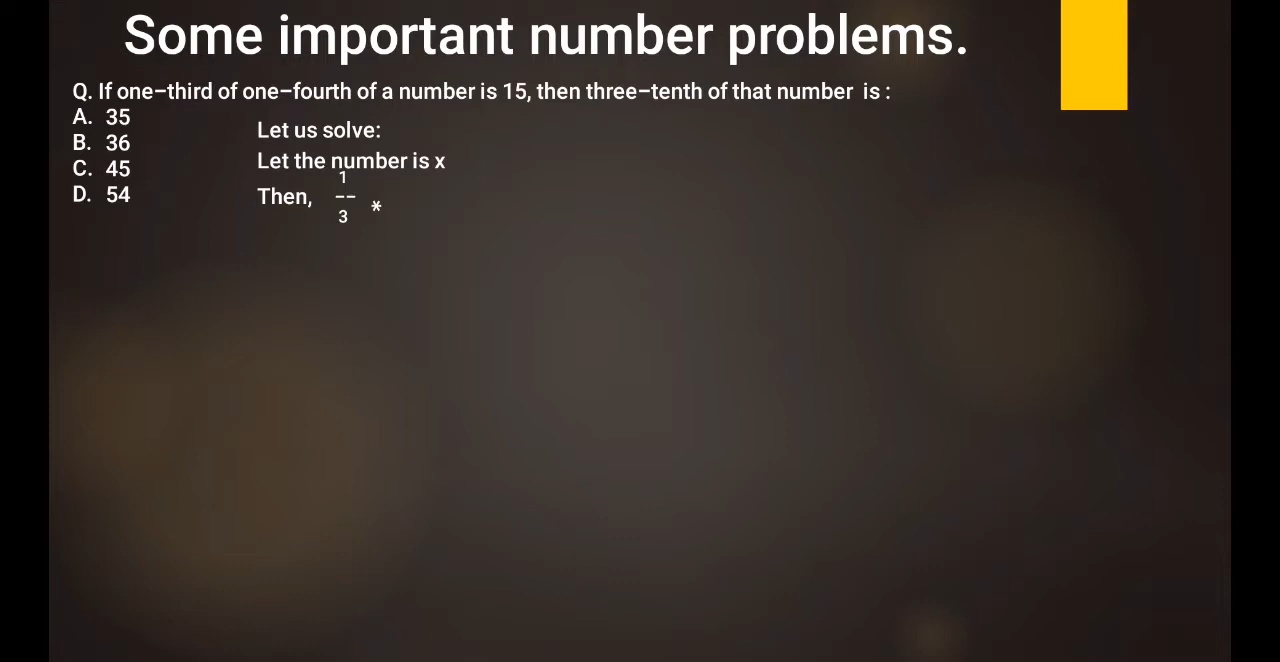 Some important number problems.
Q. If one–third of one–fourth of a number is 15, then three–tenth of that number is :
A. 35
B. 36
C. 45
D. 54
Let us solve:
Let the number is x
Then, 1/3 *